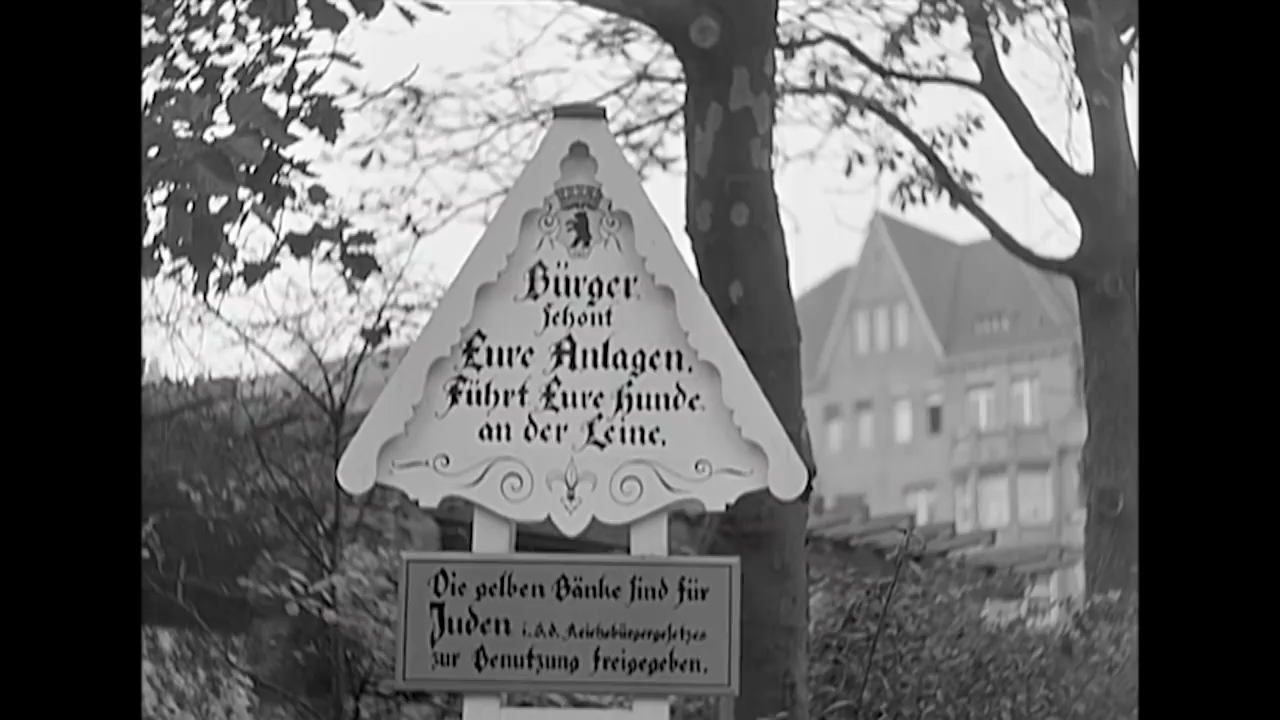 Bürger
schont
Eure Anlagen.
Führt Eure Hunde
an der Leine.
Die gelben Bänke sind für
Juden i.S.d. Reichsbürgergesetzes
zur Benutzung freigegeben.